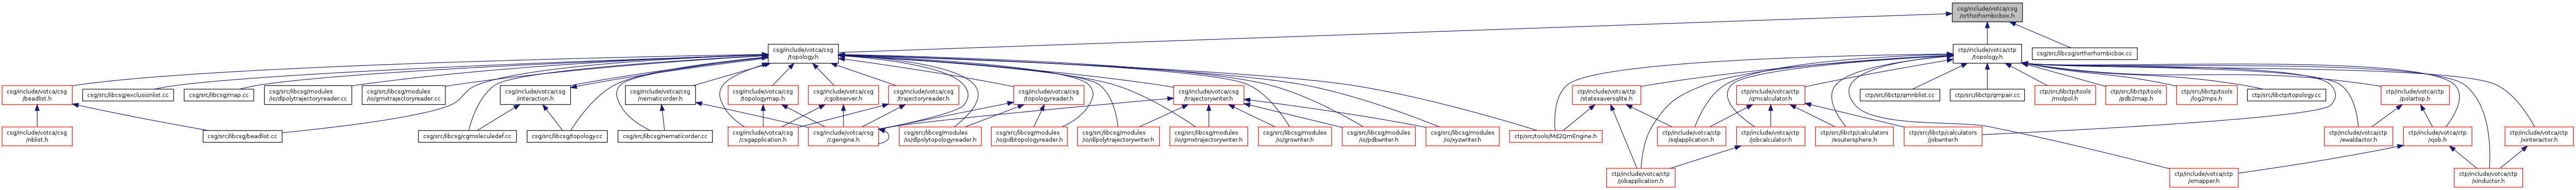 csg/include/votca/csg
/orthorhombicbox.h
csg/include/votca/csg
/topology.h
ctp/include/votca/ctp
/topology.h
csg/src/libcsg/orthorhombicbox.cc
csg/include/votca/csg
/beadlist.h
csg/src/libcsg/exclusionlist.cc
csg/src/libcsg/map.cc
csg/src/libcsg/modules
/io/dlpolytrajectoryreader.cc
csg/src/libcsg/modules
/io/gmxtrajectoryreader.cc
csg/include/votca/csg
/interaction.h
csg/include/votca/csg
/nematicorder.h
csg/include/votca/csg
/topologymap.h
csg/include/votca/csg
/cgobserver.h
csg/include/votca/csg
/trajectoryreader.h
csg/include/votca/csg
/topologyreader.h
csg/include/votca/csg
/trajectorywriter.h
ctp/include/votca/ctp
/statesaversqlite.h
ctp/include/votca/ctp
/qmcalculator.h
ctp/src/libctp/qmnblist.cc
ctp/src/libctp/qmpair.cc
ctp/src/libctp/tools
/molpol.h
ctp/src/libctp/tools
/pdb2map.h
ctp/src/libctp/tools
/log2mps.h
ctp/src/libctp/topology.cc
ctp/include/votca/ctp
/polartop.h
csg/include/votca/csg
/nblist.h
csg/src/libcsg/beadlist.cc
csg/src/libcsg/cgmoleculedef.cc
csg/src/libcsg/topology.cc
csg/src/libcsg/nematicorder.cc
csg/include/votca/csg
/csgapplication.h
csg/include/votca/csg
/cgengine.h
csg/src/libcsg/modules
/io/dlpolytopologyreader.h
csg/src/libcsg/modules
/io/pdbtopologyreader.h
csg/src/libcsg/modules
/io/dlpolytrajectorywriter.h
csg/src/libcsg/modules
/io/gmxtrajectorywriter.h
csg/src/libcsg/modules
/io/growriter.h
csg/src/libcsg/modules
/io/pdbwriter.h
csg/src/libcsg/modules
/io/xyzwriter.h
ctp/src/tools/Md2QmEngine.h
ctp/include/votca/ctp
/sqlapplication.h
ctp/include/votca/ctp
/jobcalculator.h
ctp/src/libctp/calculators
/eoutersphere.h
ctp/src/libctp/calculators
/jobwriter.h
ctp/include/votca/ctp
/ewaldactor.h
ctp/include/votca/ctp
/xjob.h
ctp/include/votca/ctp
/xinteractor.h
ctp/include/votca/ctp
/jobapplication.h
ctp/include/votca/ctp
/xmapper.h
ctp/include/votca/ctp
/xinductor.h